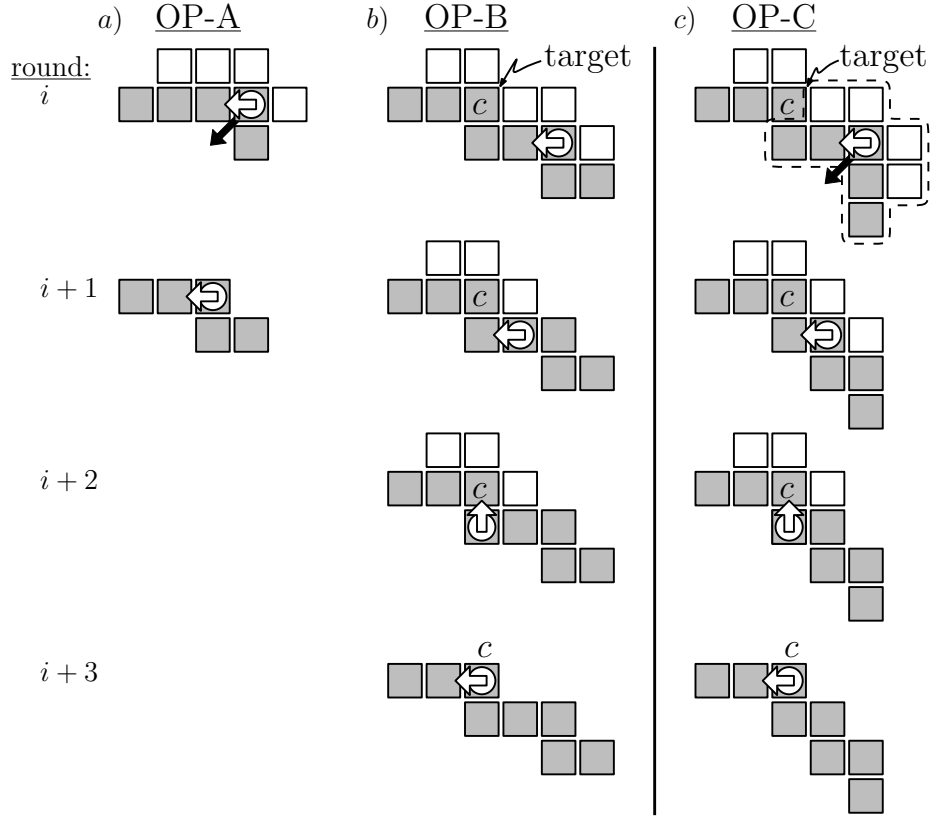 a) OP-A b) OP-B c) OP-C
round: target target
i c c
i + 1 c c
i + 2 c c
i + 3 c c